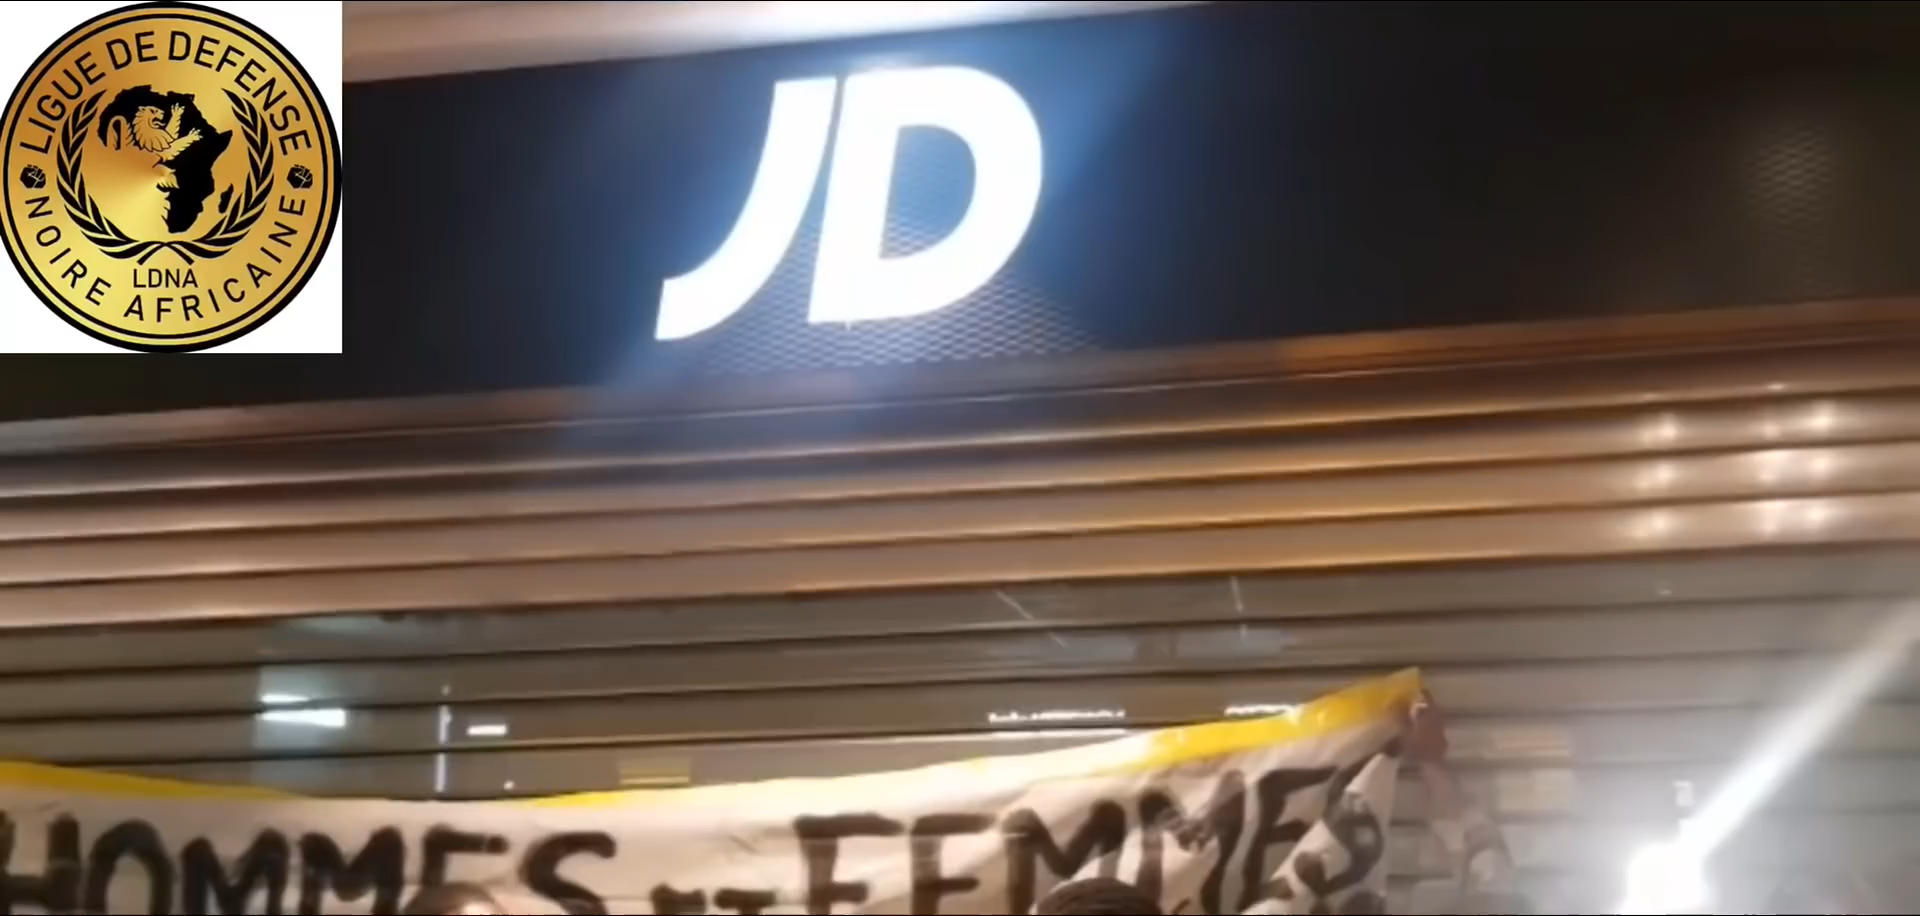 LIGUE DE DEFENSE
NOIRE AFRICAINE
LDNA
JD
HOMMES ET FEMMES